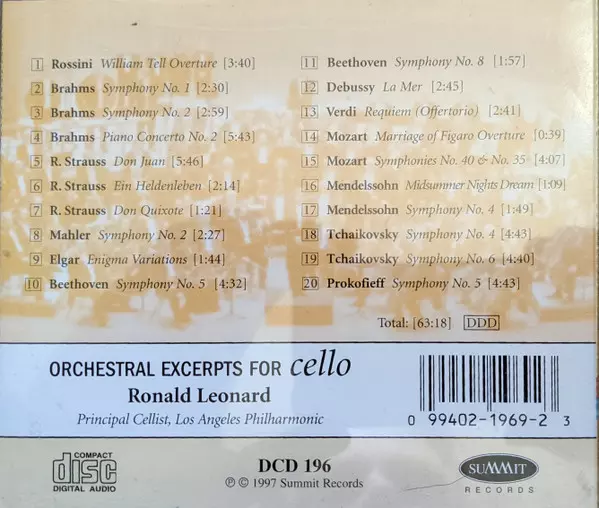 1 Rossini William Tell Overture [3:40]
2 Brahms Symphony No. 1 [2:30]
3 Brahms Symphony No. 2 [2:59]
4 Brahms Piano Concerto No. 2 [5:43]
5 R. Strauss Don Juan [5:46]
6 R. Strauss Ein Heldenleben [2:14]
7 R. Strauss Don Quixote [1:21]
8 Mahler Symphony No. 2 [2:27]
9 Elgar Enigma Variations [1:44]
10 Beethoven Symphony No. 5 [4:32]
11 Beethoven Symphony No. 8 [1:57]
12 Debussy La Mer [2:45]
13 Verdi Requiem (Offertorio) [2:41]
14 Mozart Marriage of Figaro Overture [0:39]
15 Mozart Symphonies No. 40 & No. 35 [4:07]
16 Mendelssohn Midsummer Nights Dream [1:09]
17 Mendelssohn Symphony No. 4 [1:49]
18 Tchaikovsky Symphony No. 4 [4:43]
19 Tchaikovsky Symphony No. 6 [4:40]
20 Prokofieff Symphony No. 5 [4:43]
Total: [63:18] DDD
ORCHESTRAL EXCERPTS FOR cello
Ronald Leonard
Principal Cellist, Los Angeles Philharmonic
0 99402-1969-2 3
COMPACT
disc
DIGITAL AUDIO
DCD 196
℗ © 1997 Summit Records
SUMMIT
RECORDS